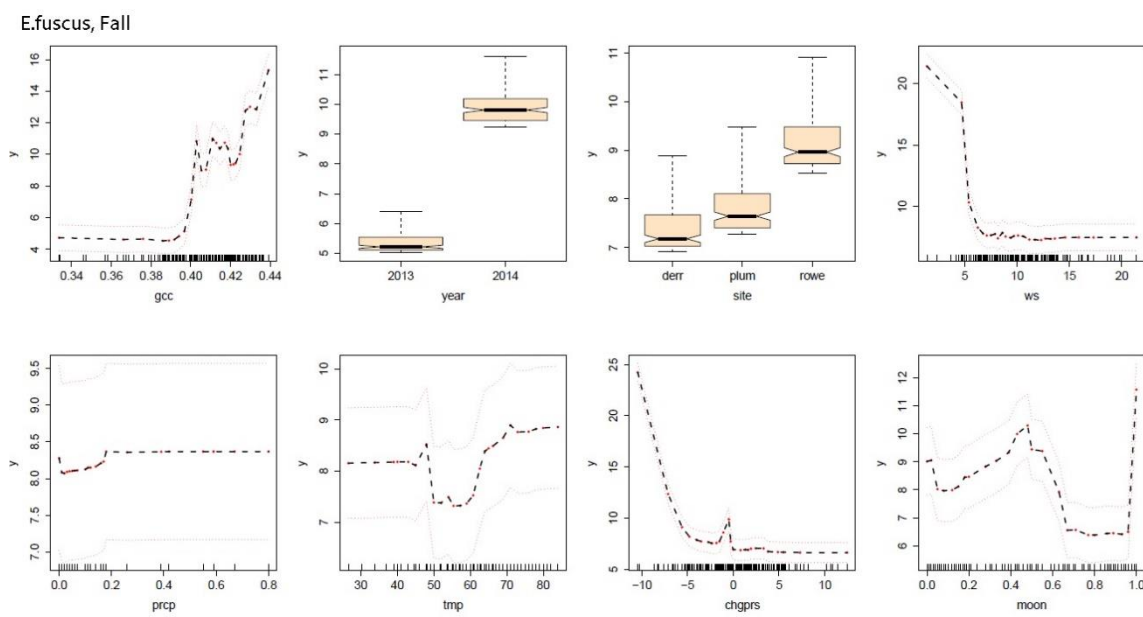 E.fuscus, Fall
y
16
14
12
10
8
6
4
0.34 0.36 0.38 0.40 0.42 0.44
gcc
y
11
10
9
8
7
6
5
2013 2014
year
y
11
10
9
8
7
derr plum rowe
site
y
20
15
10
5 10 15 20
ws
y
9.5
9.0
8.5
8.0
7.5
7.0
0.0 0.2 0.4 0.6 0.8
prcp
y
10
9
8
7
30 40 50 60 70 80
tmp
y
25
20
15
10
5
−10 −5 0 5 10
chgprs
y
12
11
10
9
8
7
6
0.0 0.2 0.4 0.6 0.8 1.0
moon